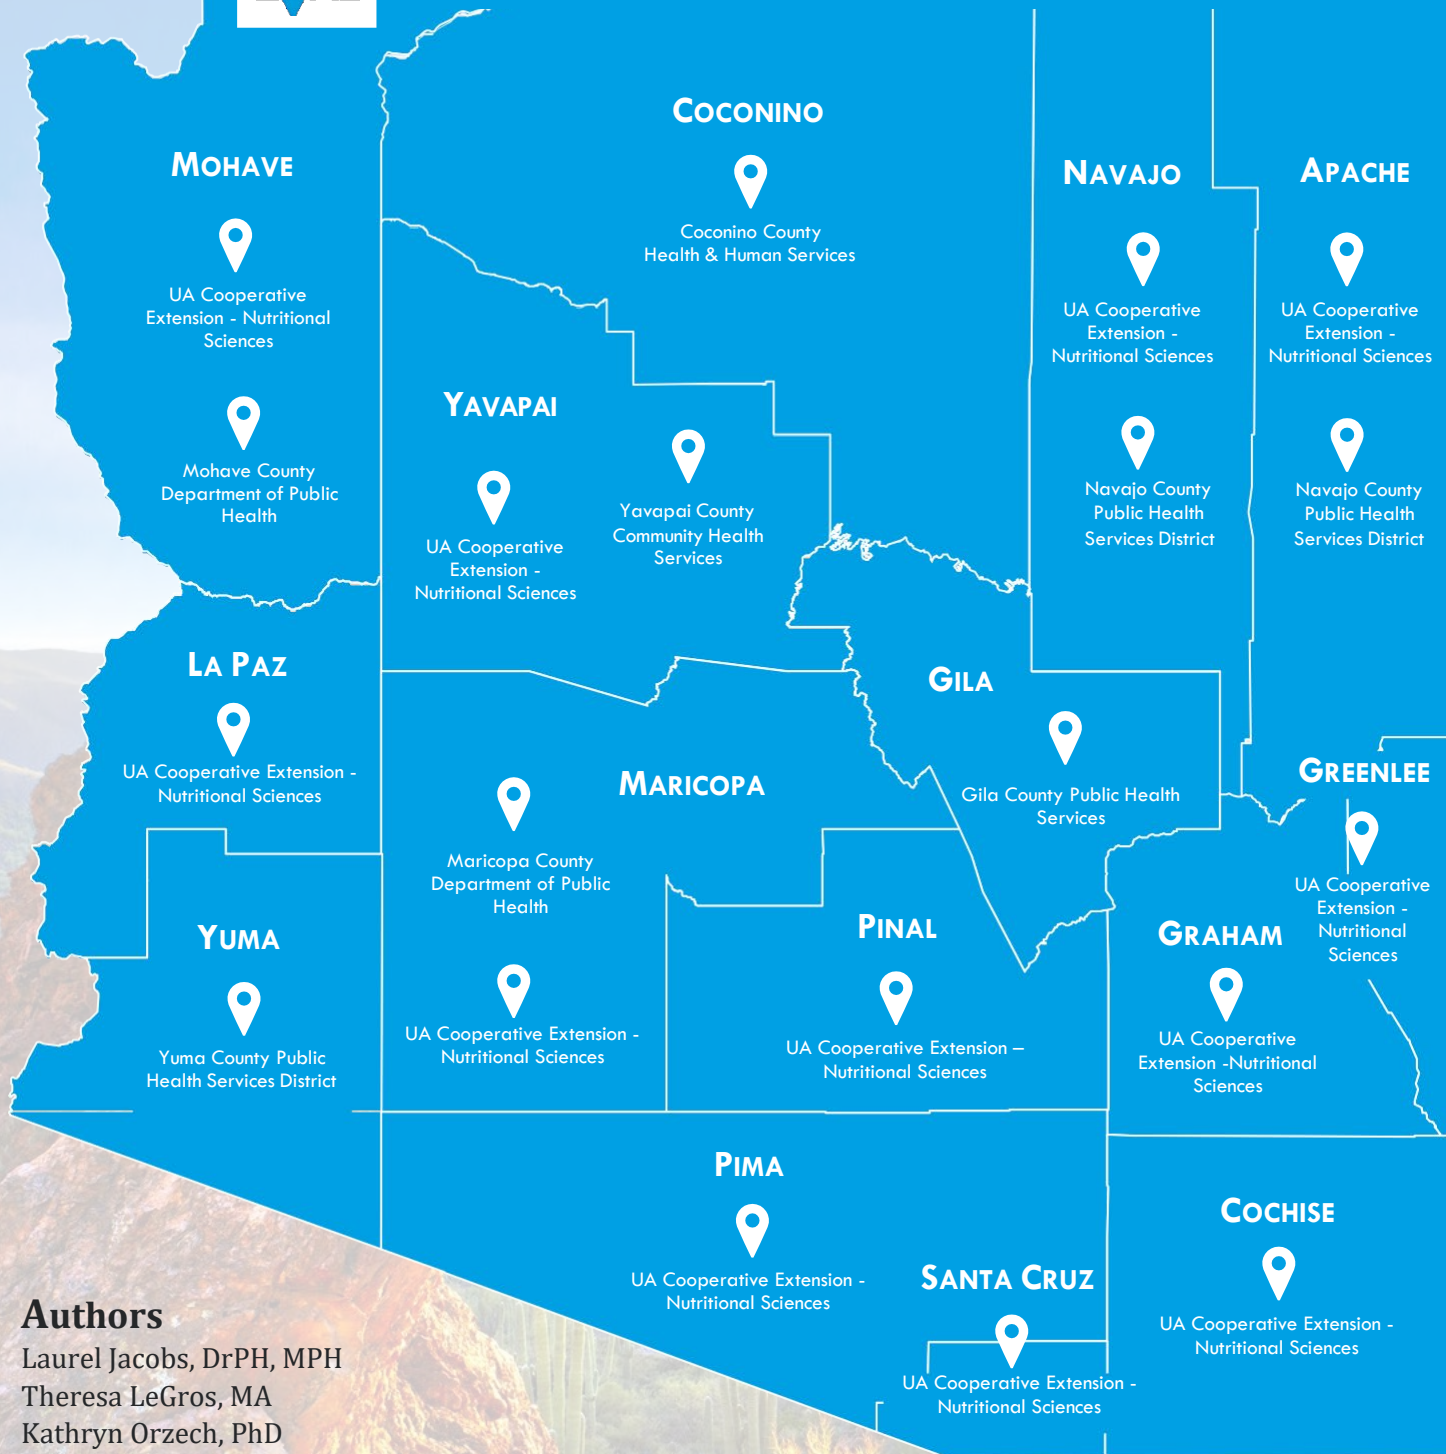 COCONINO
Coconino County
Health & Human Services
MOHAVE
UA Cooperative
Extension - Nutritional
Sciences
Mohave County
Department of Public
Health
NAVAJO
UA Cooperative
Extension -
Nutritional Sciences
Navajo County
Public Health
Services District
APACHE
UA Cooperative
Extension -
Nutritional Sciences
Navajo County
Public Health
Services District
YAVAPAI
UA Cooperative
Extension -
Nutritional Sciences
Yavapai County
Community Health
Services
LA PAZ
UA Cooperative Extension -
Nutritional Sciences
GILA
Gila County Public Health
Services
MARICOPA
Maricopa County
Department of Public
Health
UA Cooperative Extension -
Nutritional Sciences
GREENLEE
UA Cooperative
Extension -
Nutritional
Sciences
YUMA
Yuma County Public
Health Services District
PINAL
UA Cooperative Extension –
Nutritional Sciences
GRAHAM
UA Cooperative
Extension -Nutritional
Sciences
PIMA
UA Cooperative Extension -
Nutritional Sciences
SANTA CRUZ
UA Cooperative Extension -
Nutritional Sciences
COCHISE
UA Cooperative Extension -
Nutritional Sciences
Authors
Laurel Jacobs, DrPH, MPH
Theresa LeGros, MA
Kathryn Orzech, PhD